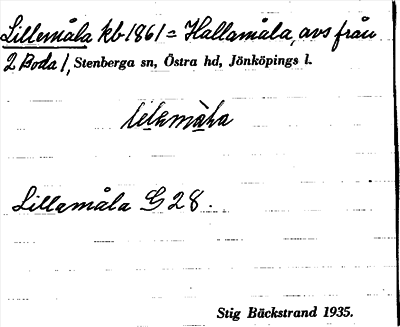 Lillemåla kb 1861 = Hallamåla, avs från
2 Boda 1, Stenberga sn, Östra hd, Jönköpings l.
Lillamåla G 28.
Stig Bäckstrand 1935.